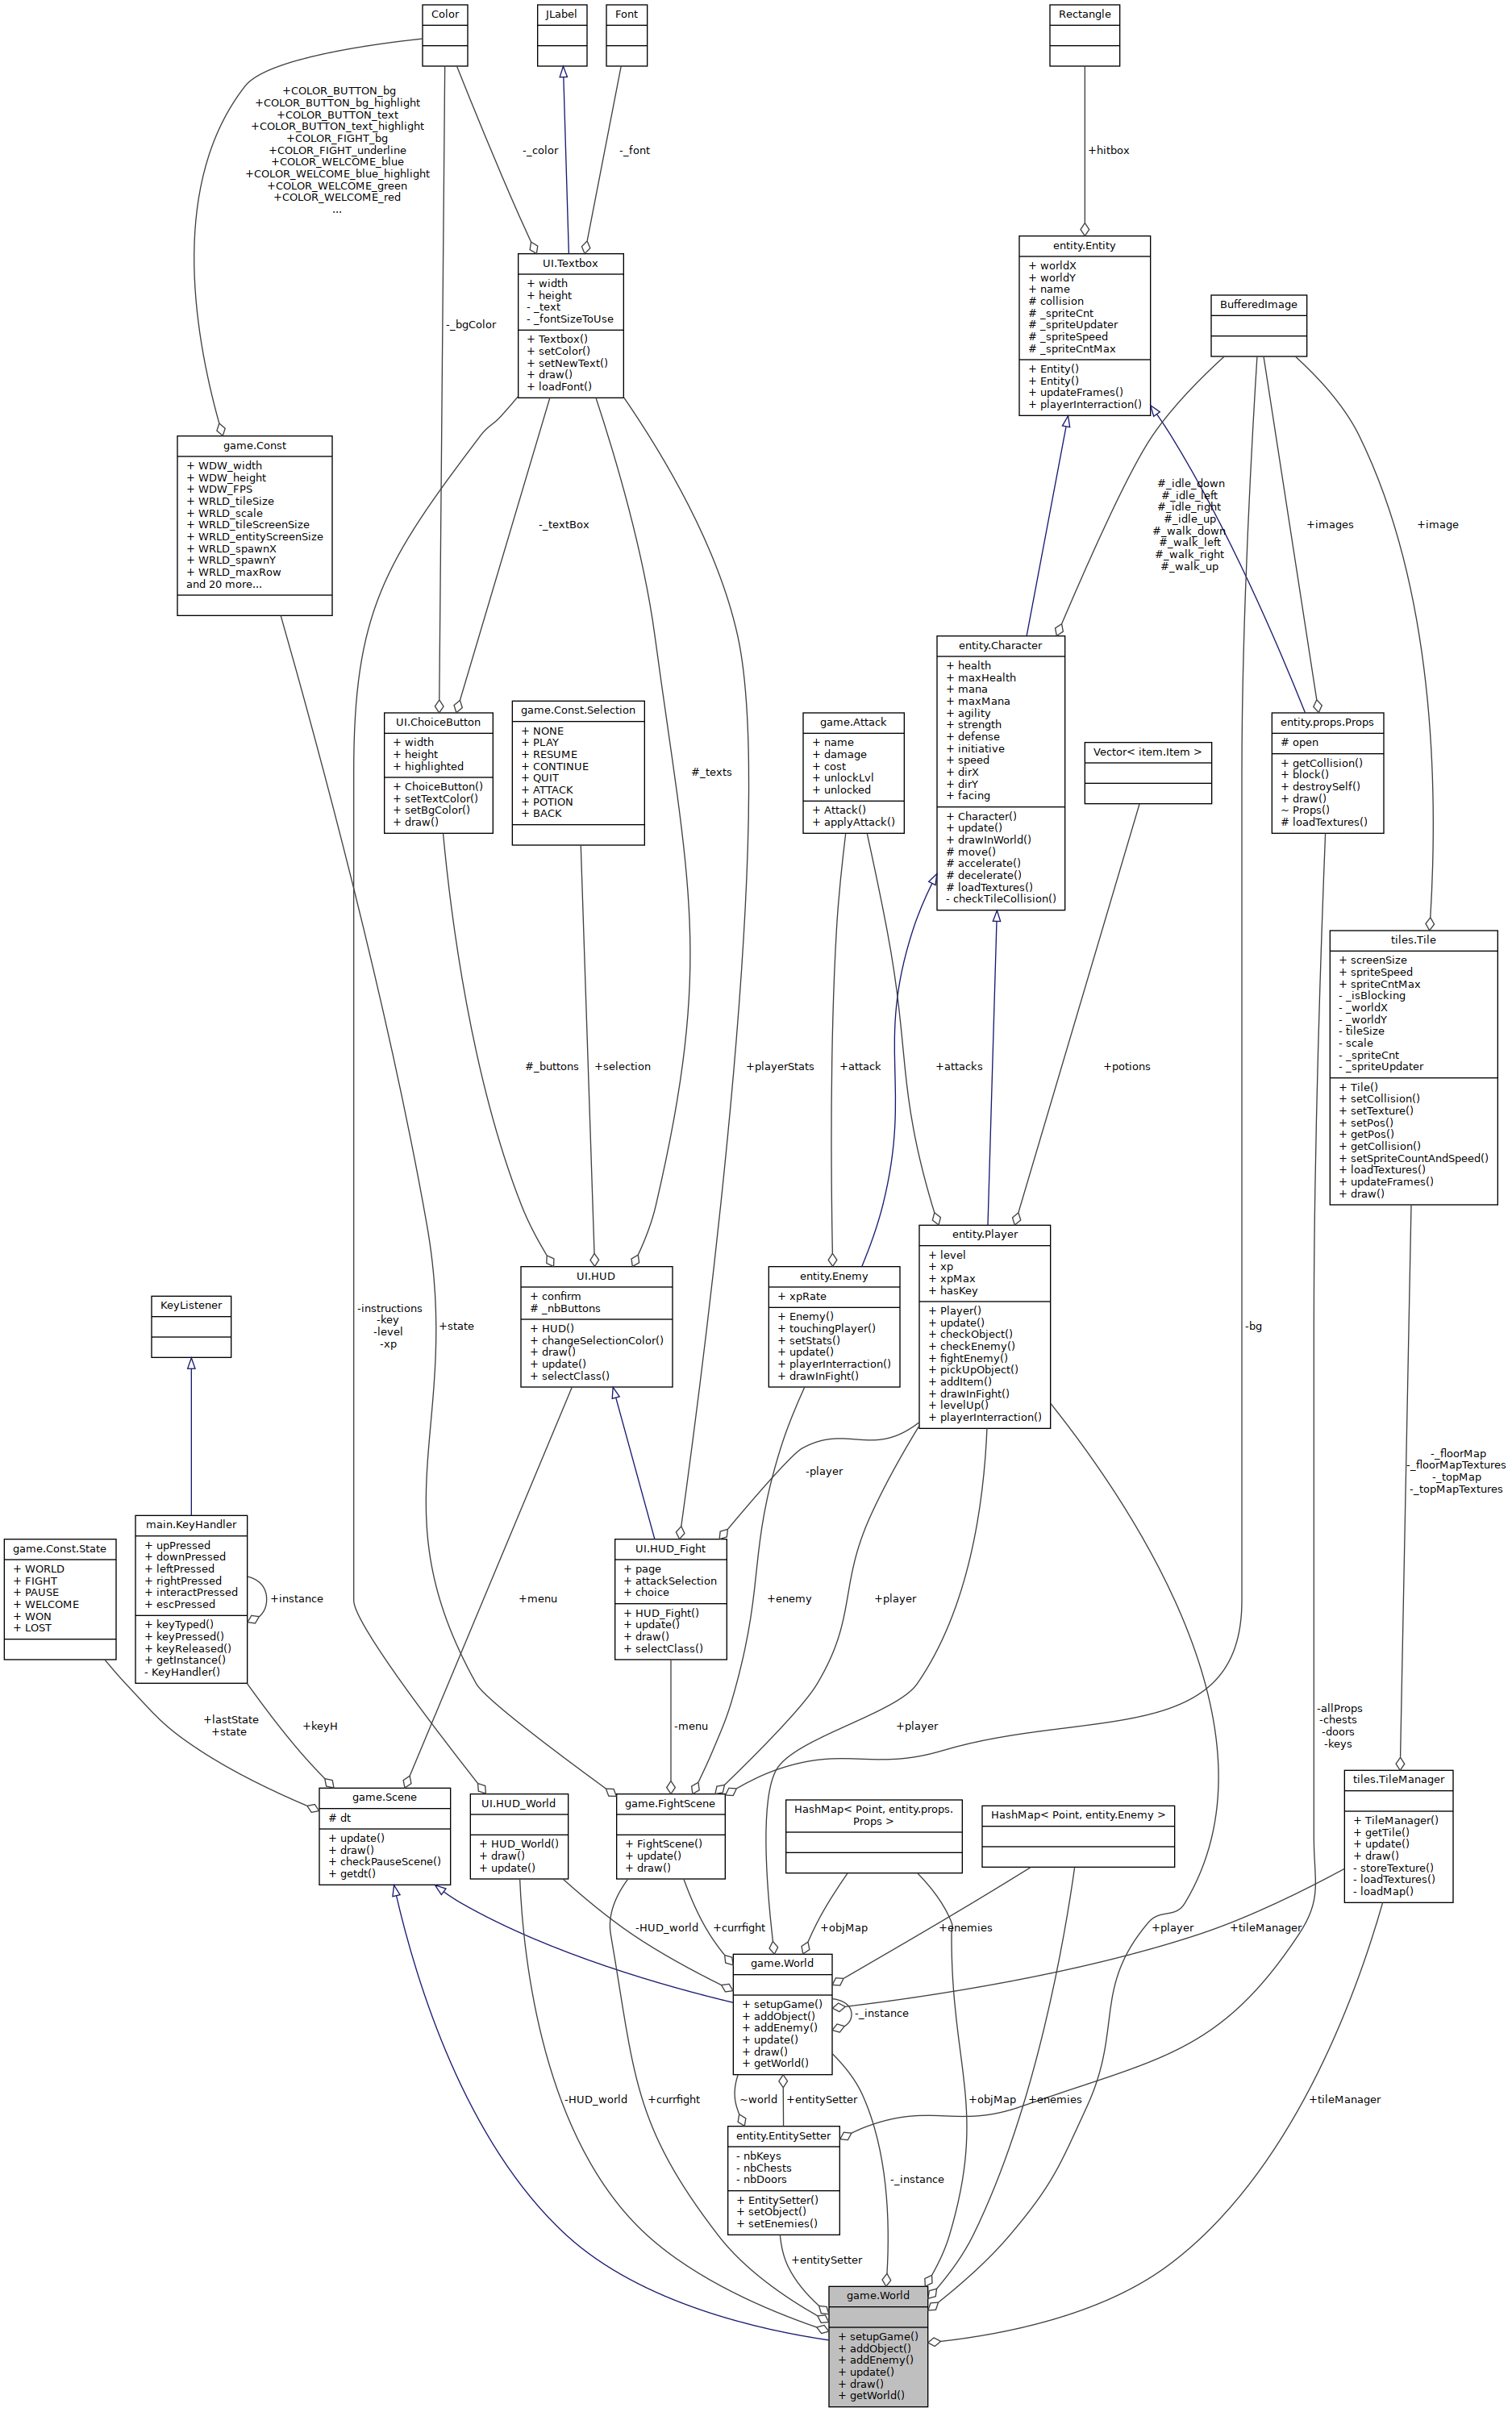 Color
JLabel
Font
Rectangle
+COLOR_BUTTON_bg
+COLOR_BUTTON_bg_highlight
+COLOR_BUTTON_text
+COLOR_BUTTON_text_highlight
+COLOR_FIGHT_bg
+COLOR_FIGHT_underline
+COLOR_WELCOME_blue
+COLOR_WELCOME_blue_highlight
+COLOR_WELCOME_green
+COLOR_WELCOME_red
...
-_color
-_font
+hitbox
UI.Textbox
+ width
+ height
- _text
- _fontSizeToUse
+ Textbox()
+ setColor()
+ setNewText()
+ draw()
+ loadFont()
entity.Entity
+ worldX
+ worldY
+ name
# collision
# _spriteCnt
# _spriteUpdater
# _spriteSpeed
# _spriteCntMax
+ Entity()
+ Entity()
+ updateFrames()
+ playerInterraction()
BufferedImage
-_bgColor
game.Const
+ WDW_width
+ WDW_height
+ WDW_FPS
+ WRLD_tileSize
+ WRLD_scale
+ WRLD_tileScreenSize
+ WRLD_entityScreenSize
+ WRLD_spawnX
+ WRLD_spawnY
+ WRLD_maxRow
and 20 more...
-_textBox
#_idle_down
#_idle_left
#_idle_right
#_idle_up
#_walk_down
#_walk_left
#_walk_right
#_walk_up
+images
+image
UI.ChoiceButton
+ width
+ height
+ highlighted
+ ChoiceButton()
+ setTextColor()
+ setBgColor()
+ draw()
game.Const.Selection
+ NONE
+ PLAY
+ RESUME
+ CONTINUE
+ QUIT
+ ATTACK
+ POTION
+ BACK
#_texts
game.Attack
+ name
+ damage
+ cost
+ unlockLvl
+ unlocked
+ Attack()
+ applyAttack()
entity.Character
+ health
+ maxHealth
+ mana
+ maxMana
+ agility
+ strength
+ defense
+ initiative
+ speed
+ dirX
+ dirY
+ facing
+ Character()
+ update()
+ drawInWorld()
# move()
# accelerate()
# decelerate()
# loadTextures()
- checkTileCollision()
Vector< item.Item >
entity.props.Props
# open
+ getCollision()
+ block()
+ destroySelf()
+ draw()
~ Props()
# loadTextures()
tiles.Tile
+ screenSize
+ spriteSpeed
+ spriteCntMax
- _isBlocking
- _worldX
- _worldY
- tileSize
- scale
- _spriteCnt
- _spriteUpdater
+ Tile()
+ setCollision()
+ setTexture()
+ setPos()
+ getPos()
+ getCollision()
+ setSpriteCountAndSpeed()
+ loadTextures()
+ updateFrames()
+ draw()
#_buttons
+selection
+playerStats
+attack
+attacks
+potions
KeyListener
-instructions
-key
-level
-xp
+state
UI.HUD
+ confirm
# _nbButtons
+ HUD()
+ changeSelectionColor()
+ draw()
+ update()
+ selectClass()
entity.Enemy
+ xpRate
+ Enemy()
+ touchingPlayer()
+ setStats()
+ update()
+ playerInterraction()
+ drawInFight()
entity.Player
+ level
+ xp
+ xpMax
+ hasKey
+ Player()
+ update()
+ checkObject()
+ checkEnemy()
+ fightEnemy()
+ pickUpObject()
+ addItem()
+ drawInFight()
+ levelUp()
+ playerInterraction()
-bg
-player
-_floorMap
-_floorMapTextures
-_topMap
-_topMapTextures
game.Const.State
+ WORLD
+ FIGHT
+ PAUSE
+ WELCOME
+ WON
+ LOST
main.KeyHandler
+ upPressed
+ downPressed
+ leftPressed
+ rightPressed
+ interactPressed
+ escPressed
+ keyTyped()
+ keyPressed()
+ keyReleased()
+ getInstance()
- KeyHandler()
+instance
+menu
UI.HUD_Fight
+ page
+ attackSelection
+ choice
+ HUD_Fight()
+ update()
+ draw()
+ selectClass()
+enemy
+player
+lastState
+state
+keyH
-menu
+player
-allProps
-chests
-doors
-keys
game.Scene
# dt
+ update()
+ draw()
+ checkPauseScene()
+ getdt()
UI.HUD_World
+ HUD_World()
+ draw()
+ update()
game.FightScene
+ FightScene()
+ update()
+ draw()
HashMap< Point, entity.props.
Props >
HashMap< Point, entity.Enemy >
tiles.TileManager
+ TileManager()
+ getTile()
+ update()
+ draw()
- storeTexture()
- loadTextures()
- loadMap()
-HUD_world
+currfight
+objMap
+enemies
+player
+tileManager
game.World
+ setupGame()
+ addObject()
+ addEnemy()
+ update()
+ draw()
+ getWorld()
-_instance
-HUD_world
+currfight
~world
+entitySetter
+objMap
+enemies
+tileManager
entity.EntitySetter
- nbKeys
- nbChests
- nbDoors
+ EntitySetter()
+ setObject()
+ setEnemies()
-_instance
+entitySetter
game.World
+ setupGame()
+ addObject()
+ addEnemy()
+ update()
+ draw()
+ getWorld()